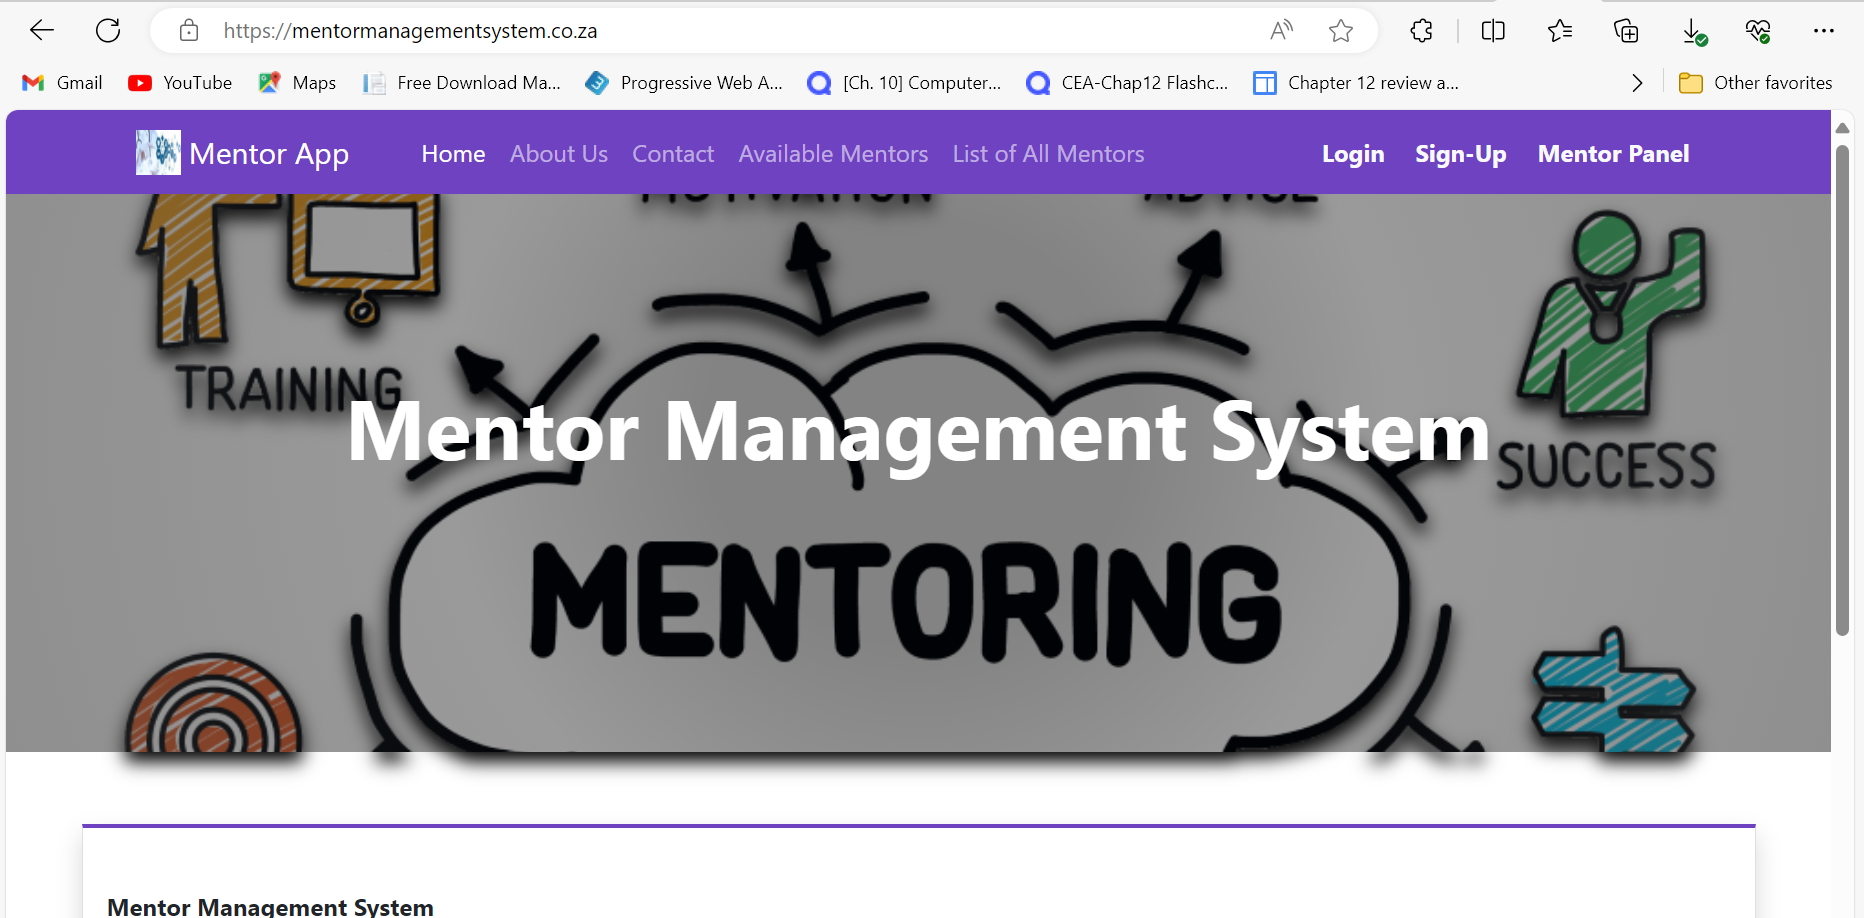 https://mentormanagementsystem.co.za
Gmail YouTube Maps Free Download Ma... Progressive Web A... [Ch. 10] Computer... CEA-Chap12 Flashc... Chapter 12 review a... Other favorites
Mentor App Home About Us Contact Available Mentors List of All Mentors Login Sign-Up Mentor Panel
MOTIVATION ADVICE
TRAINING
Mentor Management System
SUCCESS
MENTORING
Mentor Management System